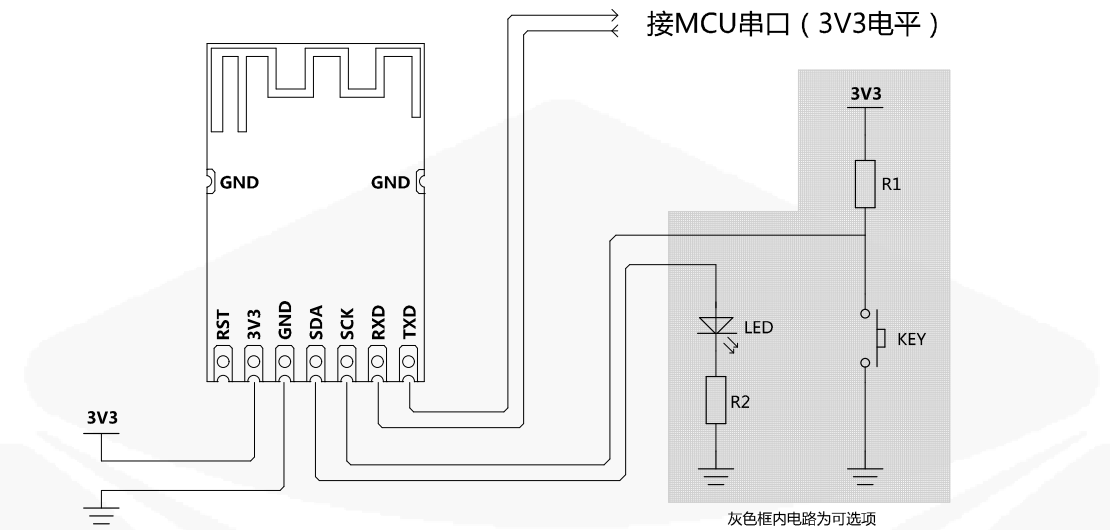 接MCU串口（3V3电平）
3V3
R1
GND
GND
RST
3V3
GND
SDA
SCK
RXD
TXD
LED
KEY
R2
3V3
灰色框内电路为可选项